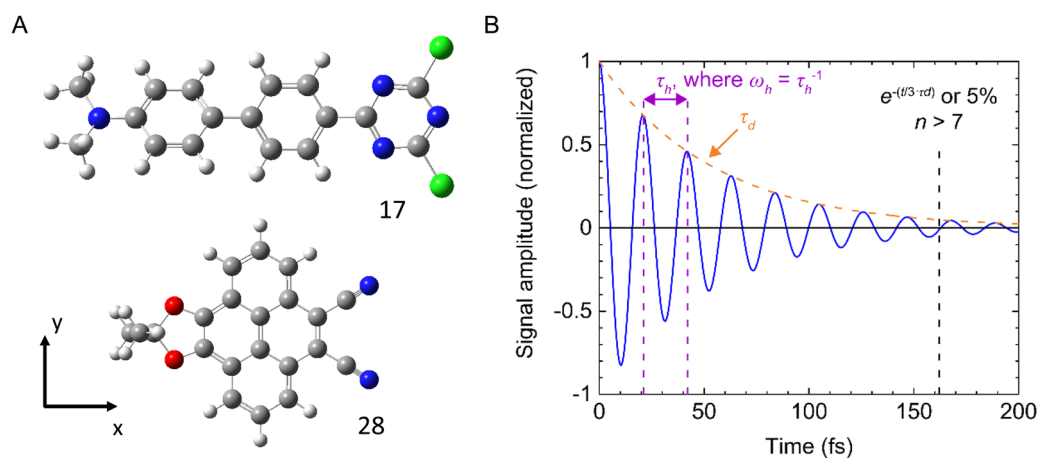 A
17
28
y
x
B
τh, where ωh = τh-1
e-(t/3·τd) or 5%
n > 7
τd
Signal amplitude (normalized)
1
0.5
0
-0.5
-1
0
50
100
150
200
Time (fs)